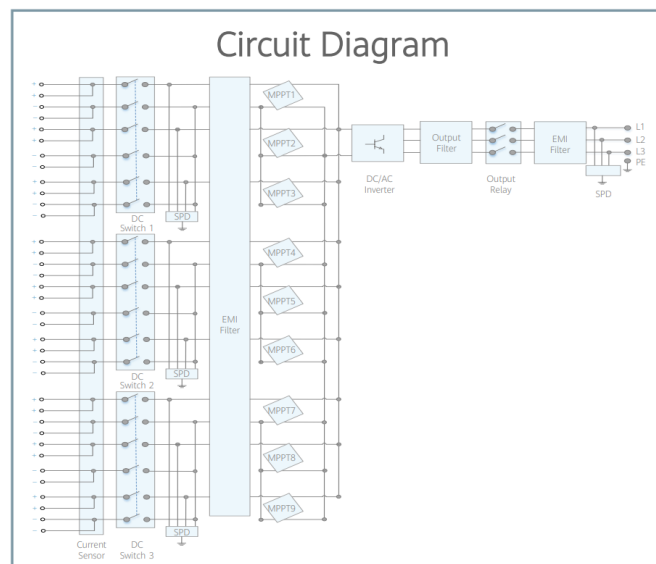 Circuit Diagram
MPPT1
MPPT2
MPPT3
SPD
DC
Switch 1
MPPT4
MPPT5
MPPT6
SPD
DC
Switch 2
EMI
Filter
MPPT7
MPPT8
MPPT9
SPD
Current
Sensor
DC
Switch 3
DC/AC
Inverter
Output
Filter
Output
Relay
EMI
Filter
L1
L2
L3
PE
SPD